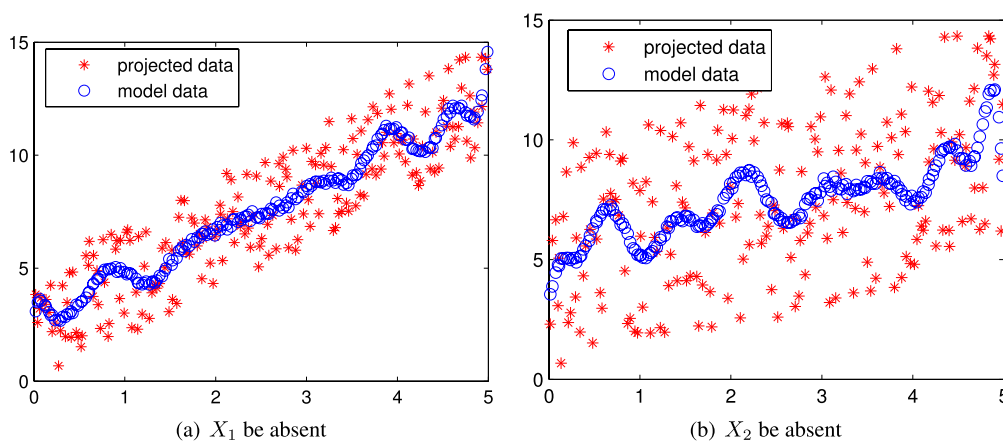 15
10
5
0
projected data
model data
0 1 2 3 4 5
(a) X₁ be absent
15
10
5
0
projected data
model data
0 1 2 3 4 5
(b) X₂ be absent